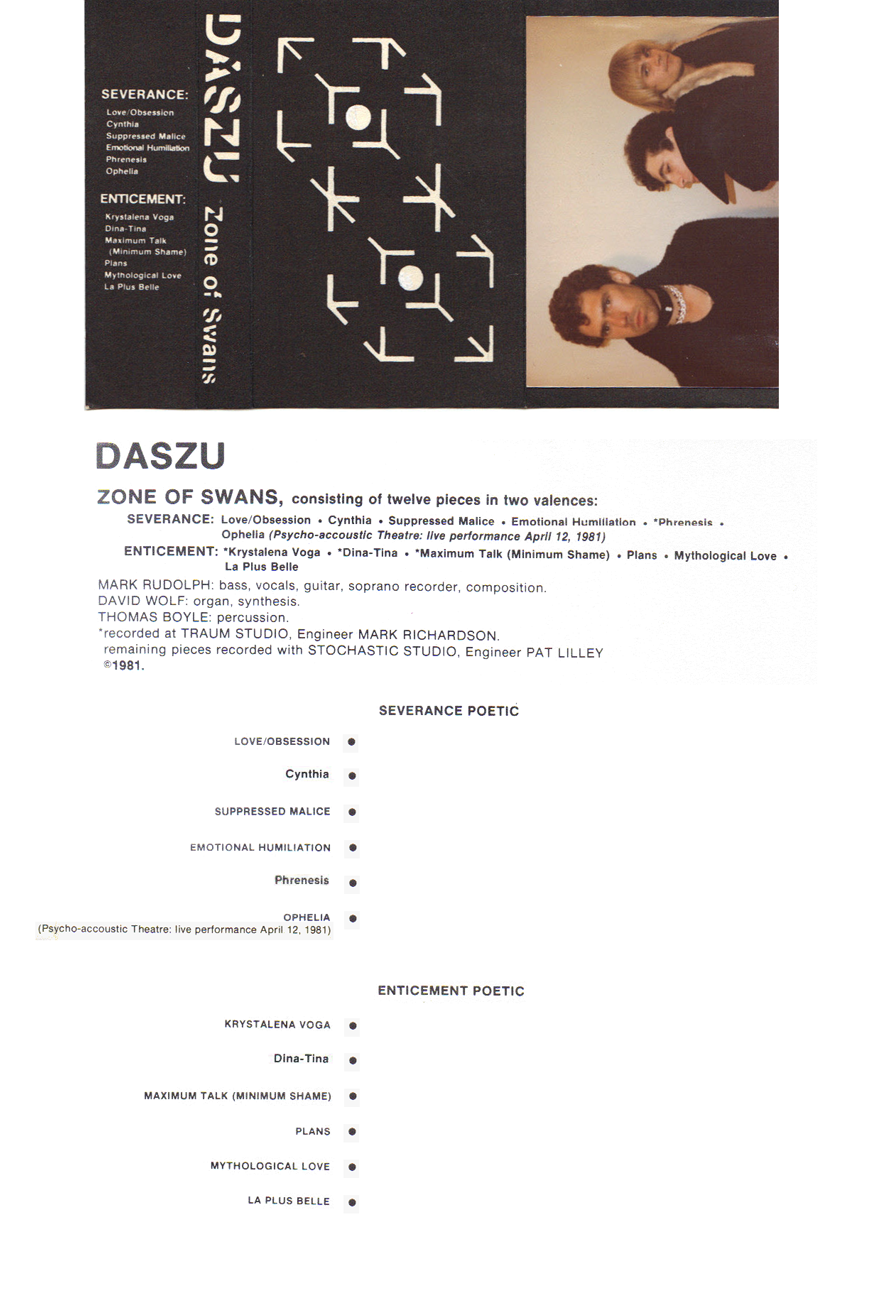 SEVERANCE:
Love/Obsession
Cynthia
Suppressed Malice
Emotional Humiliation
Phrenesis
Ophelia
ENTICEMENT:
Krystalena Voga
Dina-Tina
Maximum Talk
(Minimum Shame)
Plans
Mythological Love
La Plus Belle
DASZU Zone of Swans
DASZU
ZONE OF SWANS, consisting of twelve pieces in two valences:
SEVERANCE: Love/Obsession • Cynthia • Suppressed Malice • Emotional Humiliation • *Phrenesis •
Ophelia (Psycho-accoustic Theatre: live performance April 12, 1981)
ENTICEMENT: *Krystalena Voga • *Dina-Tina • *Maximum Talk (Minimum Shame) • Plans • Mythological Love •
La Plus Belle
MARK RUDOLPH: bass, vocals, guitar, soprano recorder, composition.
DAVID WOLF: organ, synthesis.
THOMAS BOYLE: percussion.
*recorded at TRAUM STUDIO, Engineer MARK RICHARDSON.
remaining pieces recorded with STOCHASTIC STUDIO, Engineer PAT LILLEY
©1981.
SEVERANCE POETIC
LOVE/OBSESSION •
Cynthia •
SUPPRESSED MALICE •
EMOTIONAL HUMILIATION •
Phrenesis •
OPHELIA •
(Psycho-accoustic Theatre: live performance April 12, 1981)
ENTICEMENT POETIC
KRYSTALENA VOGA •
Dina-Tina •
MAXIMUM TALK (MINIMUM SHAME) •
PLANS •
MYTHOLOGICAL LOVE •
LA PLUS BELLE •